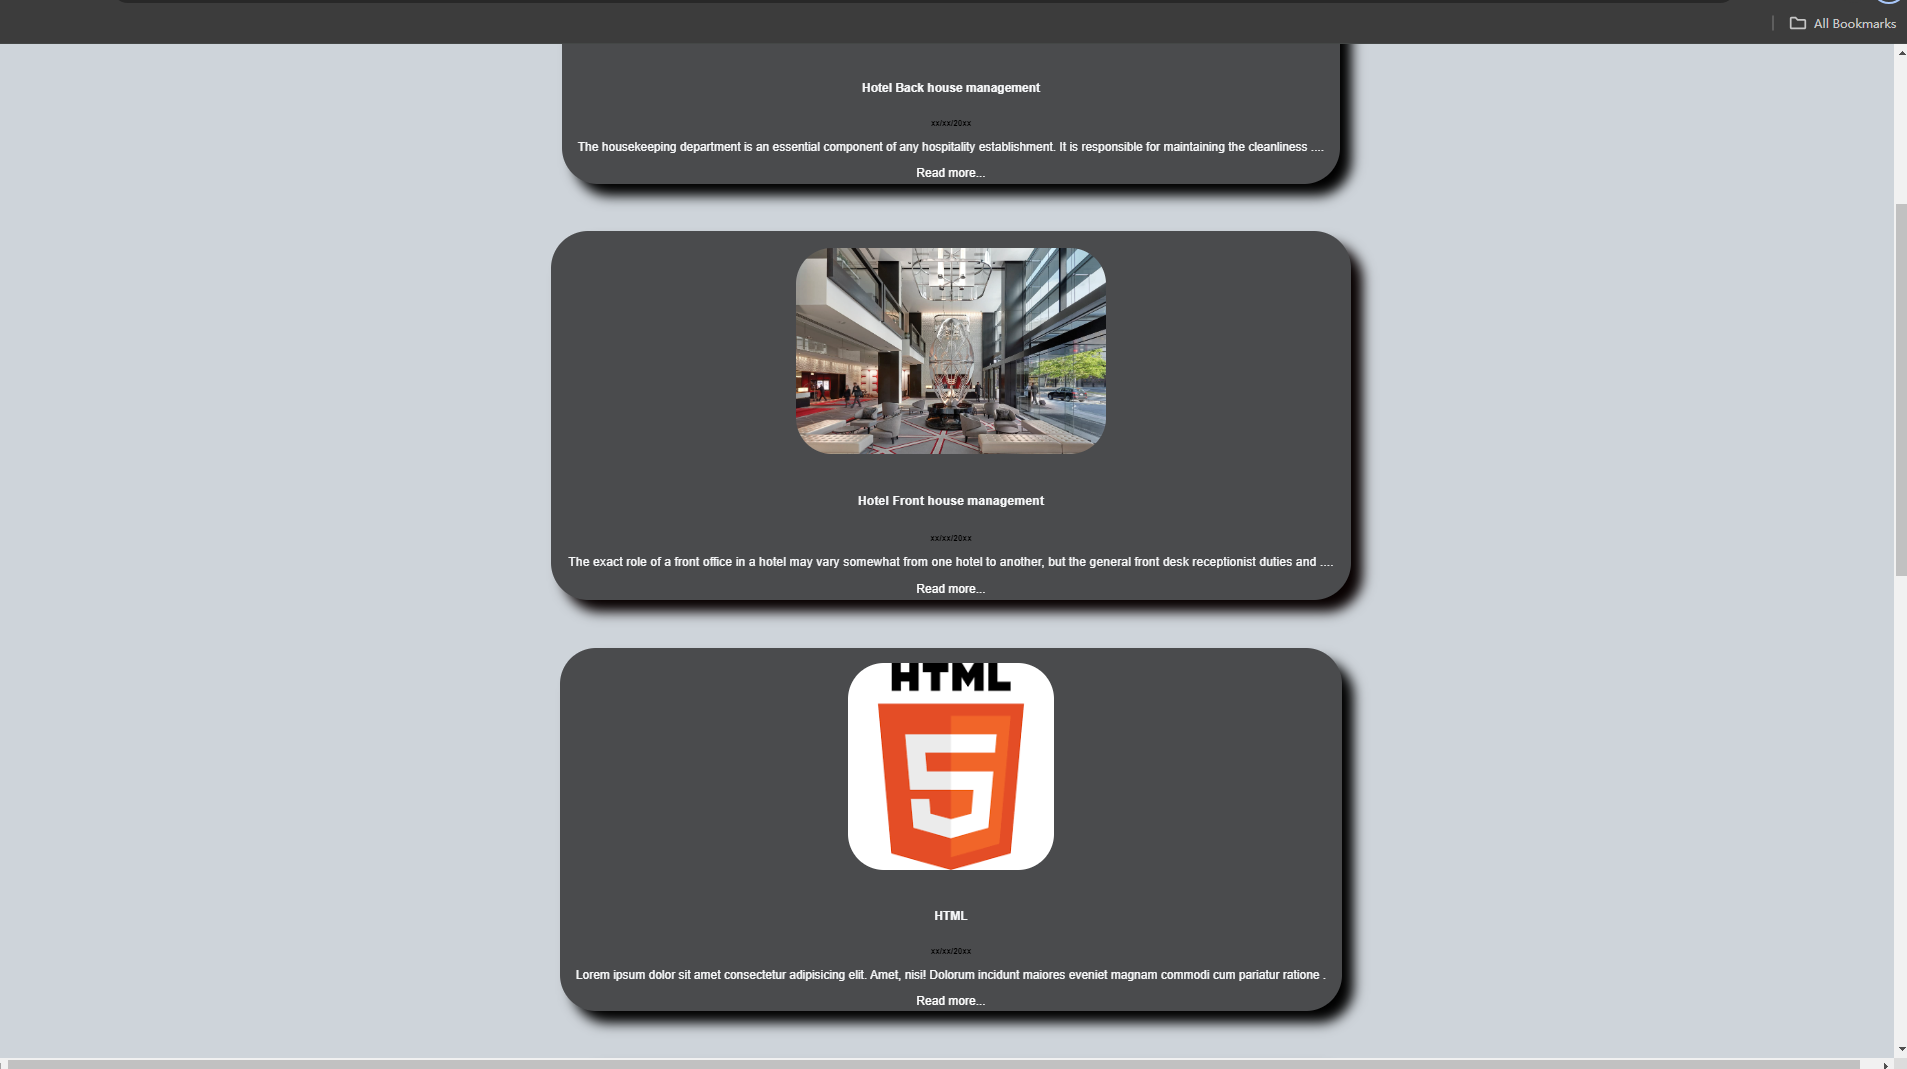 All Bookmarks
Hotel Back house management
xx/xx/20xx
The housekeeping department is an essential component of any hospitality establishment. It is responsible for maintaining the cleanliness ....
Read more...
Hotel Front house management
xx/xx/20xx
The exact role of a front office in a hotel may vary somewhat from one hotel to another, but the general front desk receptionist duties and ....
Read more...
HTML
5
HTML
xx/xx/20xx
Lorem ipsum dolor sit amet consectetur adipisicing elit. Amet, nisi! Dolorum incidunt maiores eveniet magnam commodi cum pariatur ratione .
Read more...